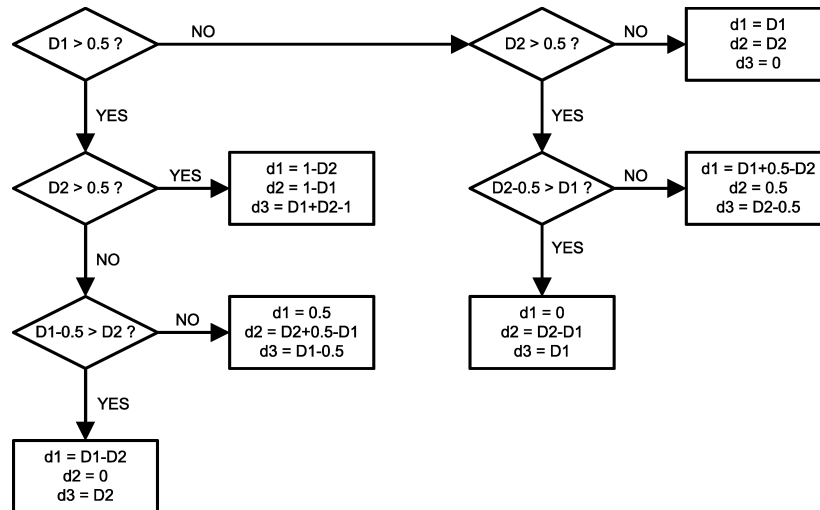 D1 > 0.5 ?
NO
D2 > 0.5 ?
NO
d1 = D1
d2 = D2
d3 = 0
YES
YES
D2 > 0.5 ?
YES
d1 = 1-D2
d2 = 1-D1
d3 = D1+D2-1
D2-0.5 > D1 ?
NO
d1 = D1+0.5-D2
d2 = 0.5
d3 = D2-0.5
NO
YES
D1-0.5 > D2 ?
NO
d1 = 0.5
d2 = D2+0.5-D1
d3 = D1-0.5
d1 = 0
d2 = D2-D1
d3 = D1
YES
d1 = D1-D2
d2 = 0
d3 = D2